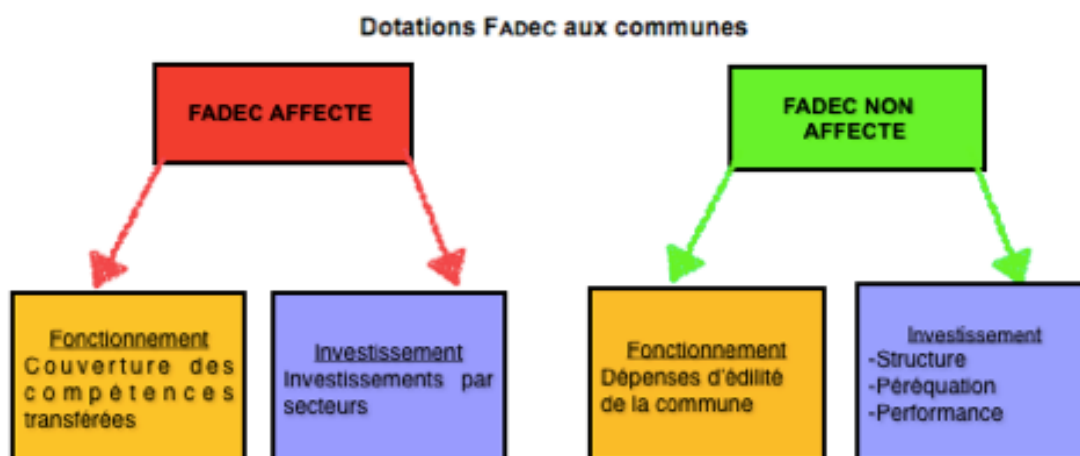 Dotations FADEC aux communes
FADEC AFFECTE
FADEC NON
AFFECTE
Fonctionnement
Couverture des
compétences
transférées
Investissement
Investissements par
secteurs
Fonctionnement
Dépenses d'édilité
de la commune
Investissement
-Structure
-Péréquation
-Performance